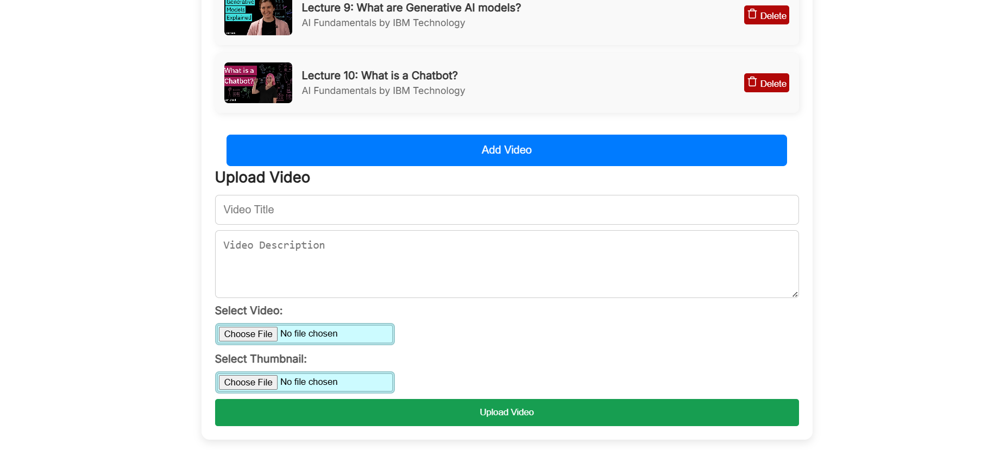 Generative
Models
Explained
Lecture 9: What are Generative AI models?
AI Fundamentals by IBM Technology
Delete
What is a
Chatbot?
Lecture 10: What is a Chatbot?
AI Fundamentals by IBM Technology
Delete
Add Video
Upload Video
Video Title
Video Description
Select Video:
Choose File No file chosen
Select Thumbnail:
Choose File No file chosen
Upload Video